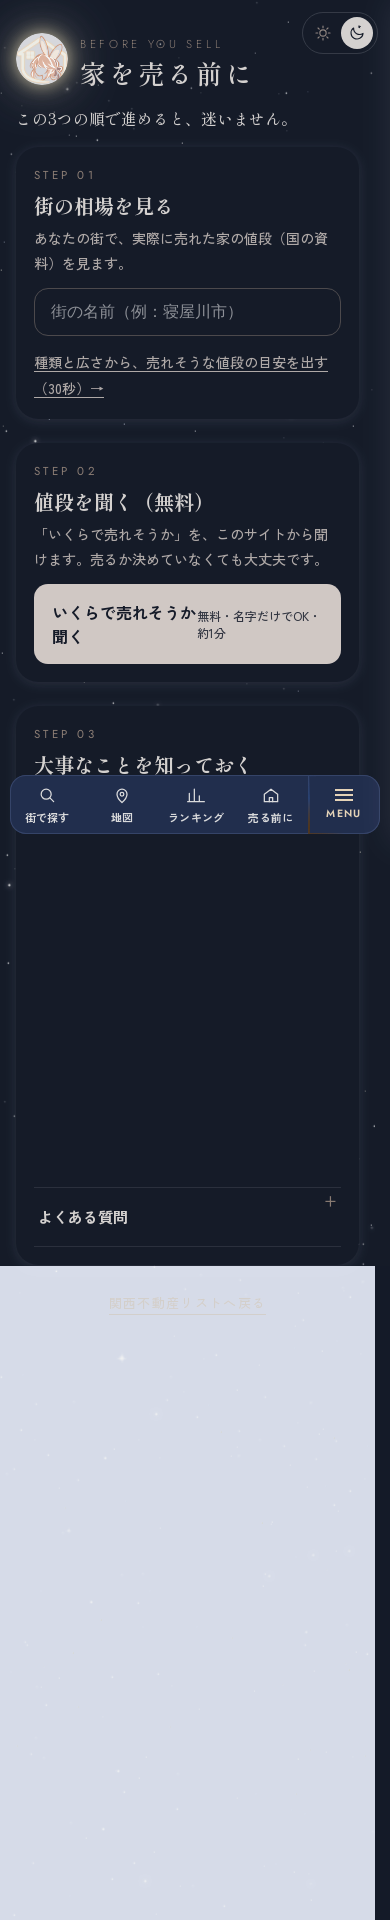 BEFORE YOU SELL
家を売る前に
この3つの順で進めると、迷いません。
STEP 01
街の相場を見る
あなたの街で、実際に売れた家の値段（国の資
料）を見ます。
街の名前（例：寝屋川市）
種類と広さから、売れそうな値段の目安を出す
（30秒）→
STEP 02
値段を聞く（無料）
「いくらで売れそうか」を、このサイトから聞
けます。売るか決めていなくても大丈夫です。
いくらで売れそうか
聞く
無料・名字だけでOK・
約1分
STEP 03
大事なことを知っておく
街で探す
地図
ランキング
売る前に
MENU
よくある質問
関西不動産リストへ戻る